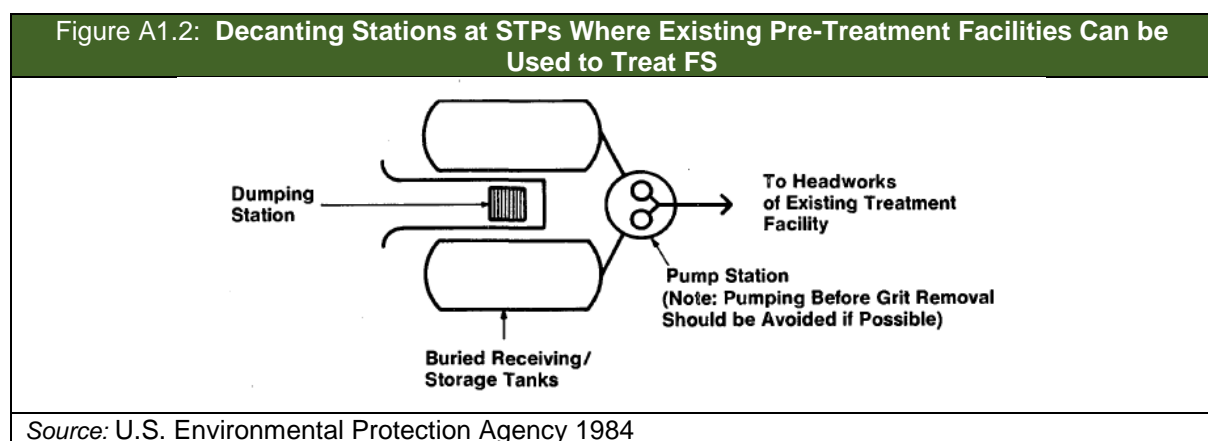 Figure A1.2: Decanting Stations at STPs Where Existing Pre-Treatment Facilities Can be
Used to Treat FS
Dumping
Station
To Headworks
of Existing Treatment
Facility
Pump Station
(Note: Pumping Before Grit Removal
Should be Avoided if Possible)
Buried Receiving/
Storage Tanks
Source: U.S. Environmental Protection Agency 1984